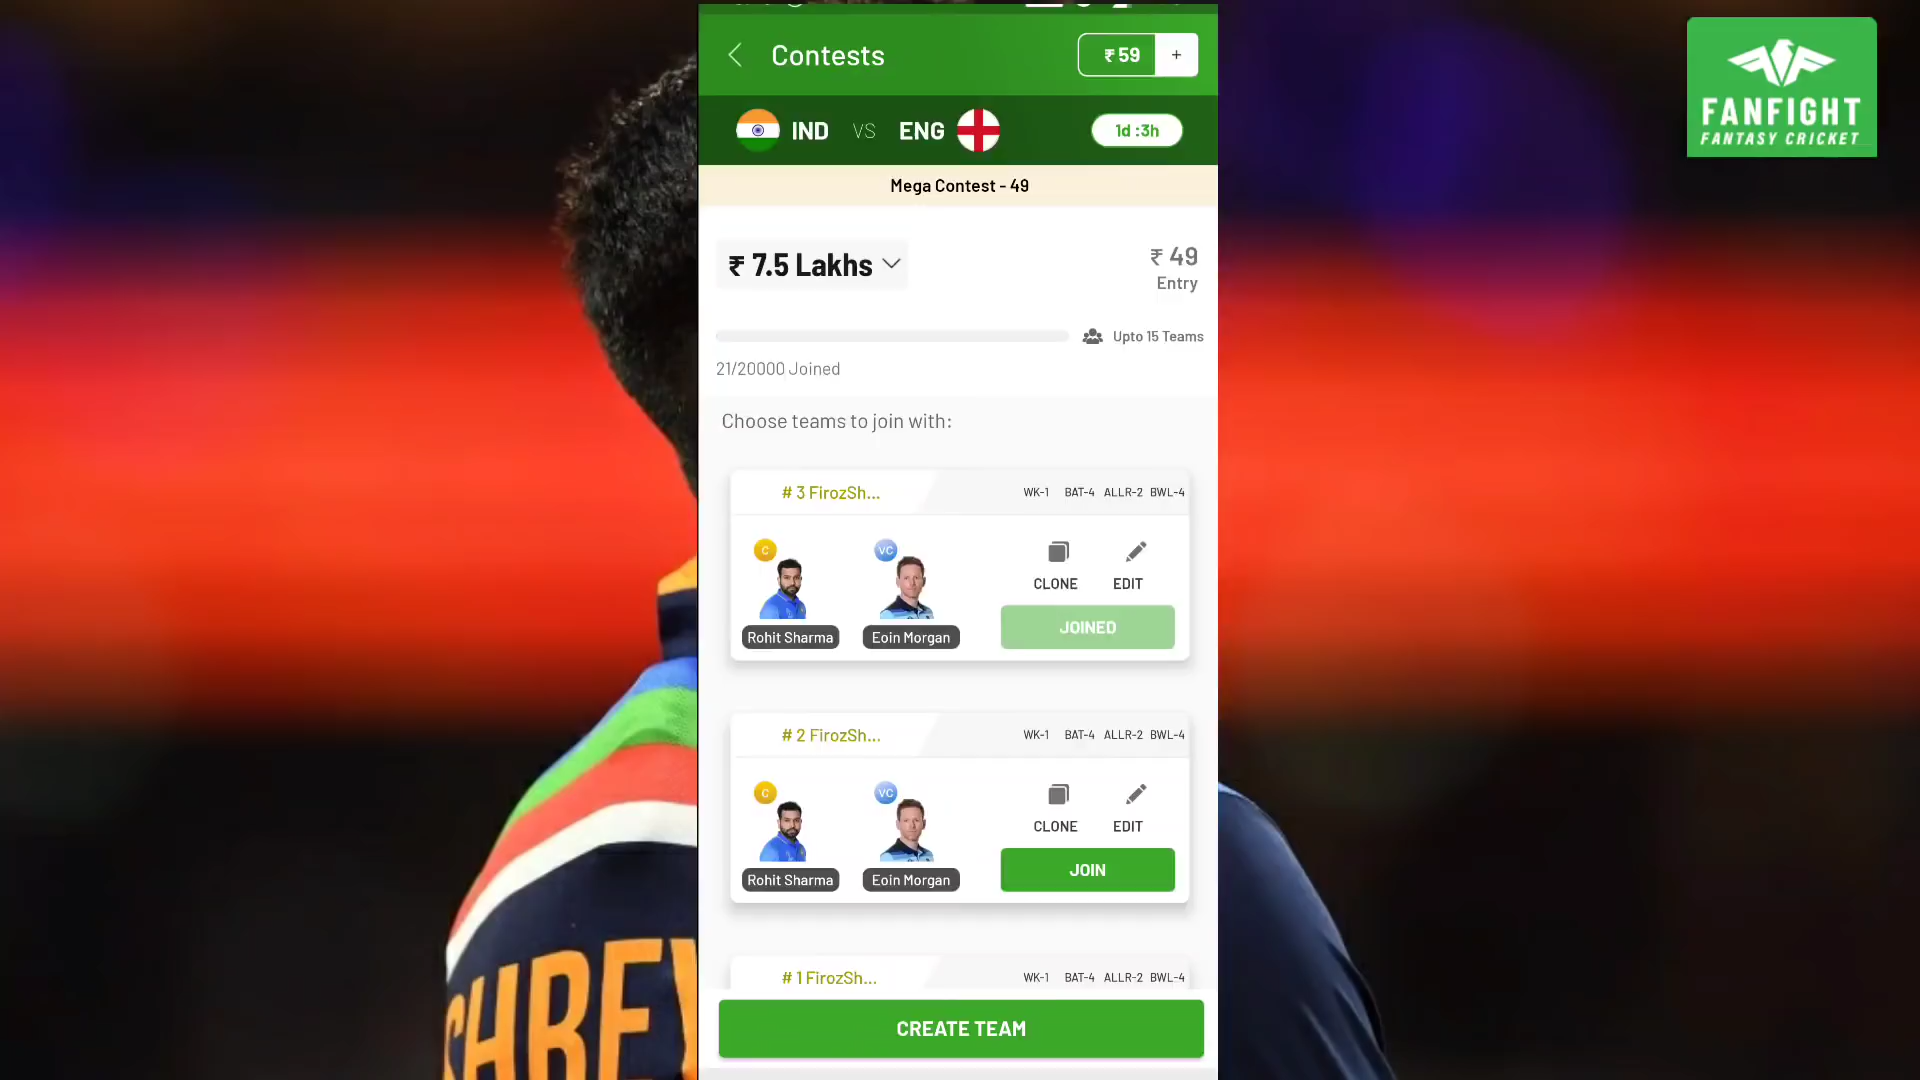 Contests
₹ 59 +
IND VS ENG
1d :3h
Mega Contest - 49
₹ 7.5 Lakhs
₹ 49
Entry
Upto 15 Teams
21/20000 Joined
Choose teams to join with:
# 3 FirozSh...
WK-1 BAT-4 ALLR-2 BWL-4
C
VC
CLONE
EDIT
Rohit Sharma
Eoin Morgan
JOINED
# 2 FirozSh...
WK-1 BAT-4 ALLR-2 BWL-4
C
VC
CLONE
EDIT
Rohit Sharma
Eoin Morgan
JOIN
# 1 FirozSh...
WK-1 BAT-4 ALLR-2 BWL-4
CREATE TEAM
FANFIGHT
FANTASY CRICKET
SHREY